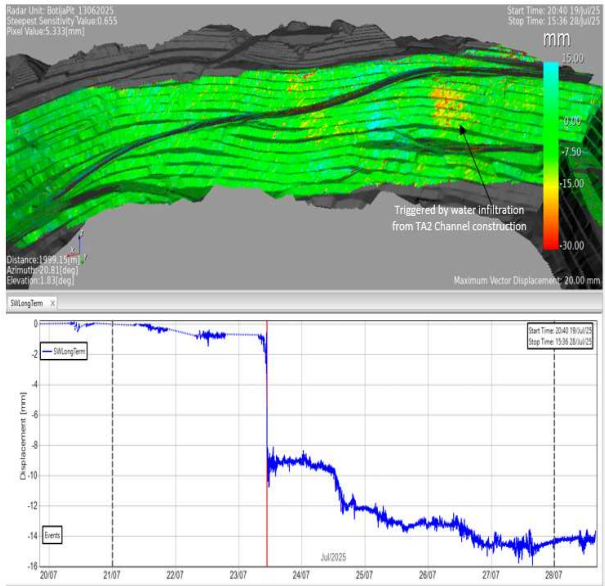 Radar Unit: BotijaPit_13062025
Steepest Sensitivity Value:0.655
Pixel Value:5.333[mm]
Start Time: 20:40 19/Jul/25
Stop Time: 15:36 28/Jul/25
mm
15.00
0.00
-7.50
-15.00
-30.00
Triggered by water infiltration
from TA2 Channel construction
Distance:1999.15[m]
Azimuth:-20.81[deg]
Elevation:1.83[deg]
Maximum Vector Displacement: 20.00 mm
SWLongTerm X
Start Time: 20:40 19/Jul/25
Stop Time: 15:36 28/Jul/25
SWLongTerm
Displacement [mm]
0
-2
-4
-6
-8
-10
-12
-14
-16
Events
Jul/2025
20/07 21/07 22/07 23/07 24/07 25/07 26/07 27/07 28/07